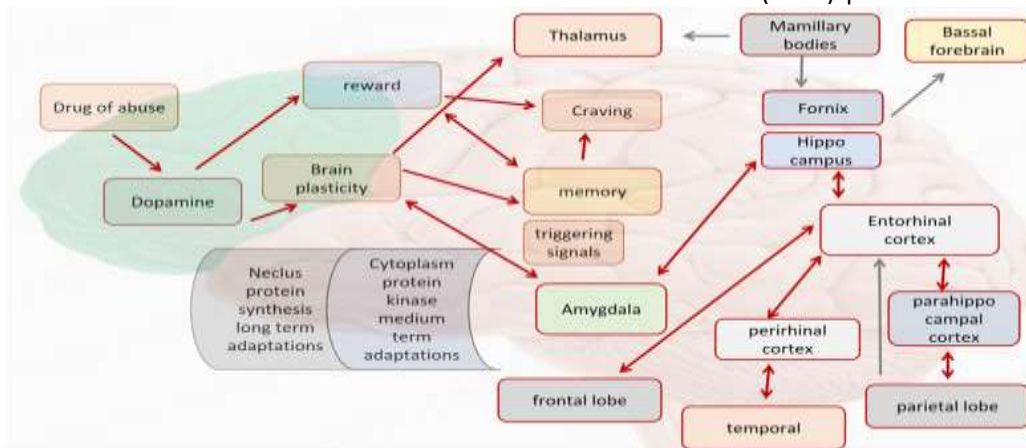 Thalamus
Mamillary
bodies
Bassal
forebrain
Drug of abuse
reward
Craving
Fornix
Hippo
campus
Dopamine
Brain
plasticity
memory
triggering
signals
Entorhinal
cortex
Neclus
protein
synthesis
long term
adaptations
Cytoplasm
protein
kinase
medium
term
adaptations
Amygdala
perirhinal
cortex
parahippo
campal
cortex
frontal lobe
temporal
parietal lobe